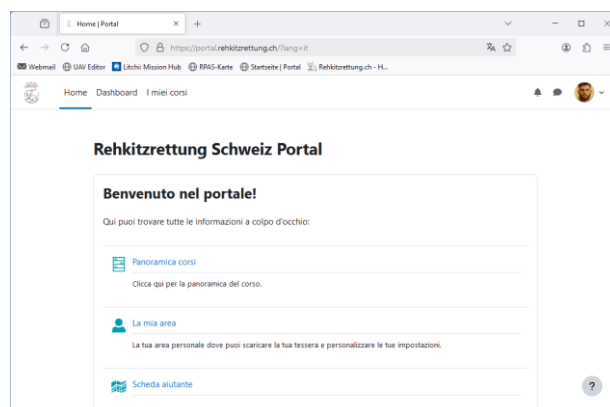 Home | Portal
https://portal.rehkitzrettung.ch/?lang=it
Webmail UAV Editor Litchi Mission Hub RPAS-Karte Startseite | Portal Rehkitzrettung.ch - H...
Home Dashboard I miei corsi
Rehkitzrettung Schweiz Portal
Benvenuto nel portale!
Qui puoi trovare tutte le informazioni a colpo d'occhio:
Panoramica corsi
Clicca qui per la panoramica del corso.
La mia area
La tua area personale dove puoi scaricare la tua tessera e personalizzare le tue impostazioni.
Scheda aiutante
?